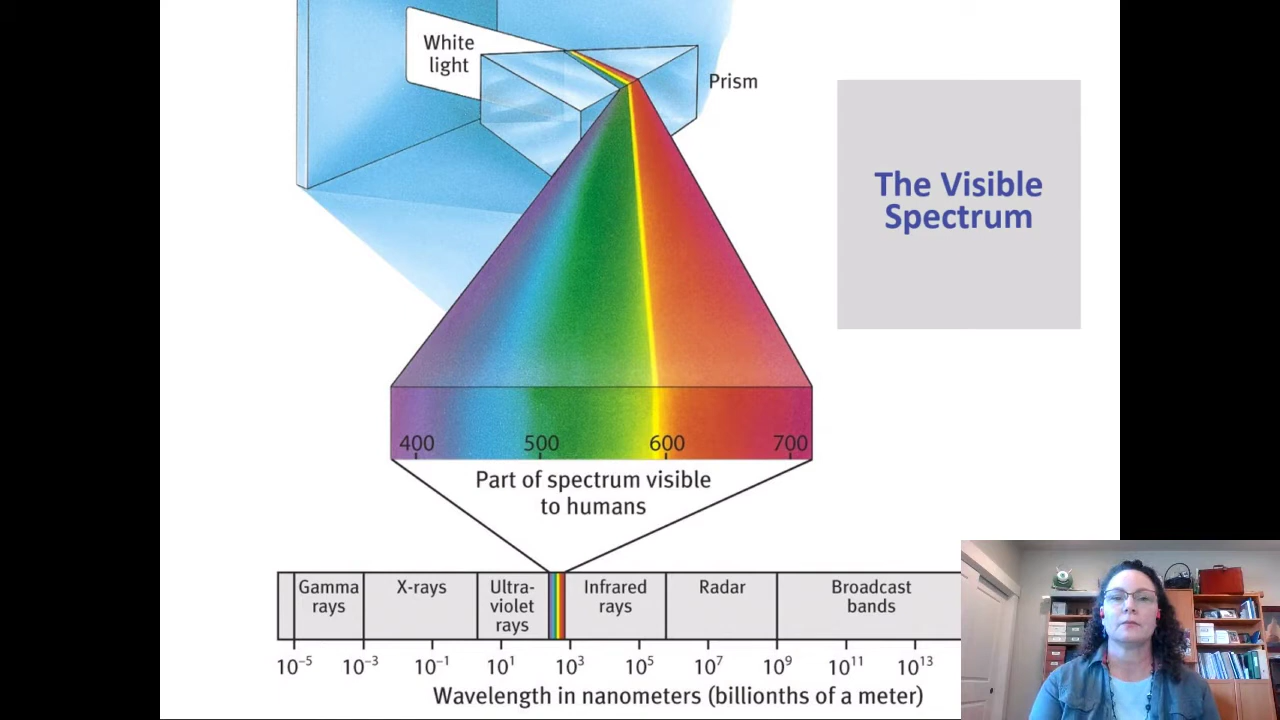 White
light
Prism
The Visible
Spectrum
400 500 600 700
Part of spectrum visible
to humans
Gamma
rays
X-rays
Ultra-
violet
rays
Infrared
rays
Radar
Broadcast
bands
10⁻⁵ 10⁻³ 10⁻¹ 10¹ 10³ 10⁵ 10⁷ 10⁹ 10¹¹ 10¹³
Wavelength in nanometers (billionths of a meter)